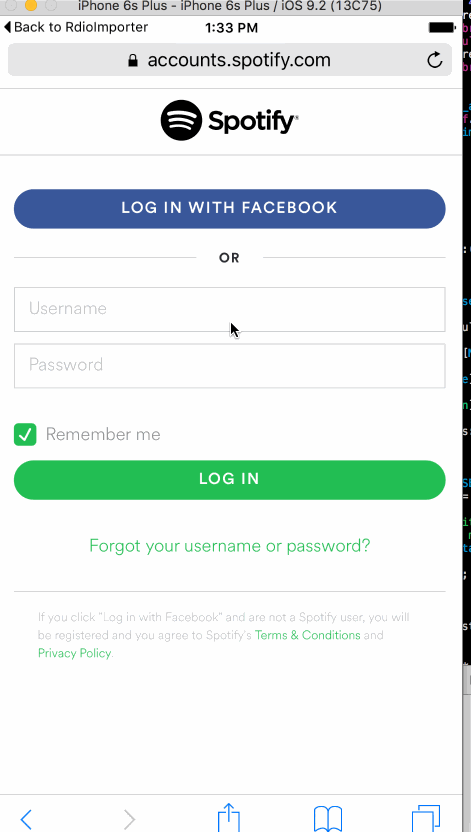 iPhone 6s Plus - iPhone 6s Plus / iOS 9.2 (13C75)
Back to RdioImporter
1:33 PM
accounts.spotify.com
Spotify®
LOG IN WITH FACEBOOK
OR
Username
Password
Remember me
LOG IN
Forgot your username or password?
If you click "Log in with Facebook" and are not a Spotify user, you will
be registered and you agree to Spotify's Terms & Conditions and
Privacy Policy.